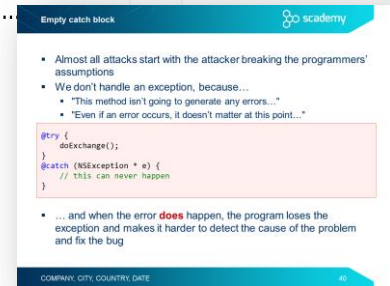 ...
Empty catch block
scademy
▪ Almost all attacks start with the attacker breaking the programmers'
assumptions
▪ We don't handle an exception, because…
▪ "This method isn't going to generate any errors…"
▪ "Even if an error occurs, it doesn't matter at this point…"
@try {
doExchange();
}
@catch (NSException * e) {
// this can never happen
}
▪ … and when the error does happen, the program loses the
exception and makes it harder to detect the cause of the problem
and fix the bug
COMPANY, CITY, COUNTRY, DATE
40